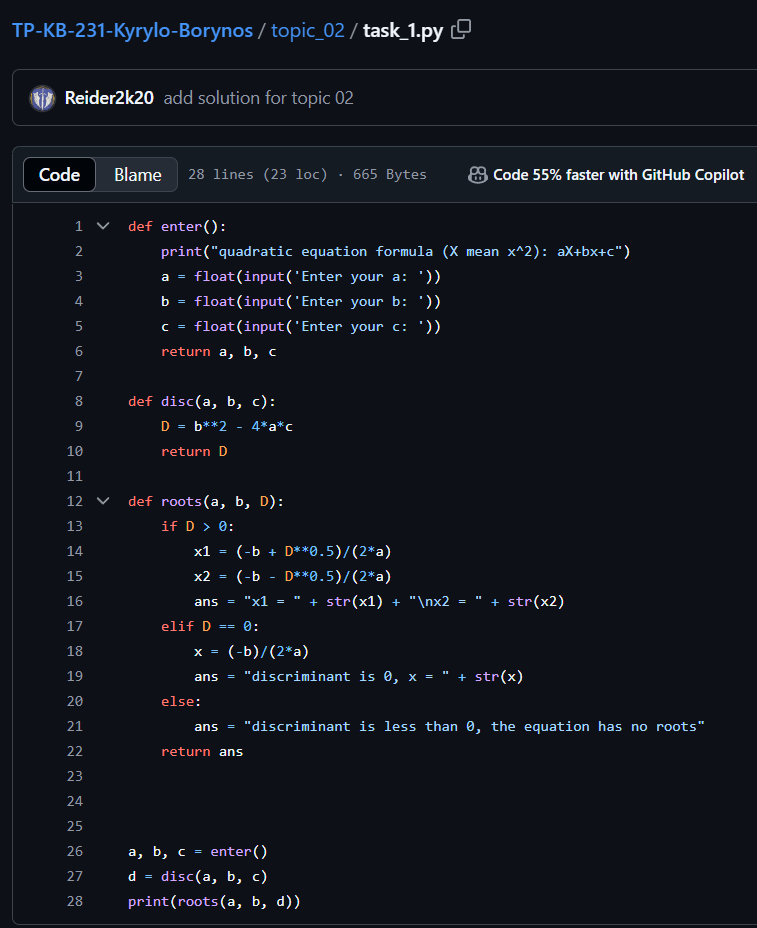 TP-KB-231-Kyrylo-Borynos / topic_02 / task_1.py
Reider2k20 add solution for topic 02
Code Blame 28 lines (23 loc) · 665 Bytes Code 55% faster with GitHub Copilot
1 def enter():
2     print("quadratic equation formula (X mean x^2): aX+bx+c")
3     a = float(input('Enter your a: '))
4     b = float(input('Enter your b: '))
5     c = float(input('Enter your c: '))
6     return a, b, c
7
8 def disc(a, b, c):
9     D = b**2 - 4*a*c
10     return D
11
12 def roots(a, b, D):
13     if D > 0:
14         x1 = (-b + D**0.5)/(2*a)
15         x2 = (-b - D**0.5)/(2*a)
16         ans = "x1 = " + str(x1) + "\nx2 = " + str(x2)
17     elif D == 0:
18         x = (-b)/(2*a)
19         ans = "discriminant is 0, x = " + str(x)
20     else:
21         ans = "discriminant is less than 0, the equation has no roots"
22     return ans
23
24
25
26 a, b, c = enter()
27 d = disc(a, b, c)
28 print(roots(a, b, d))